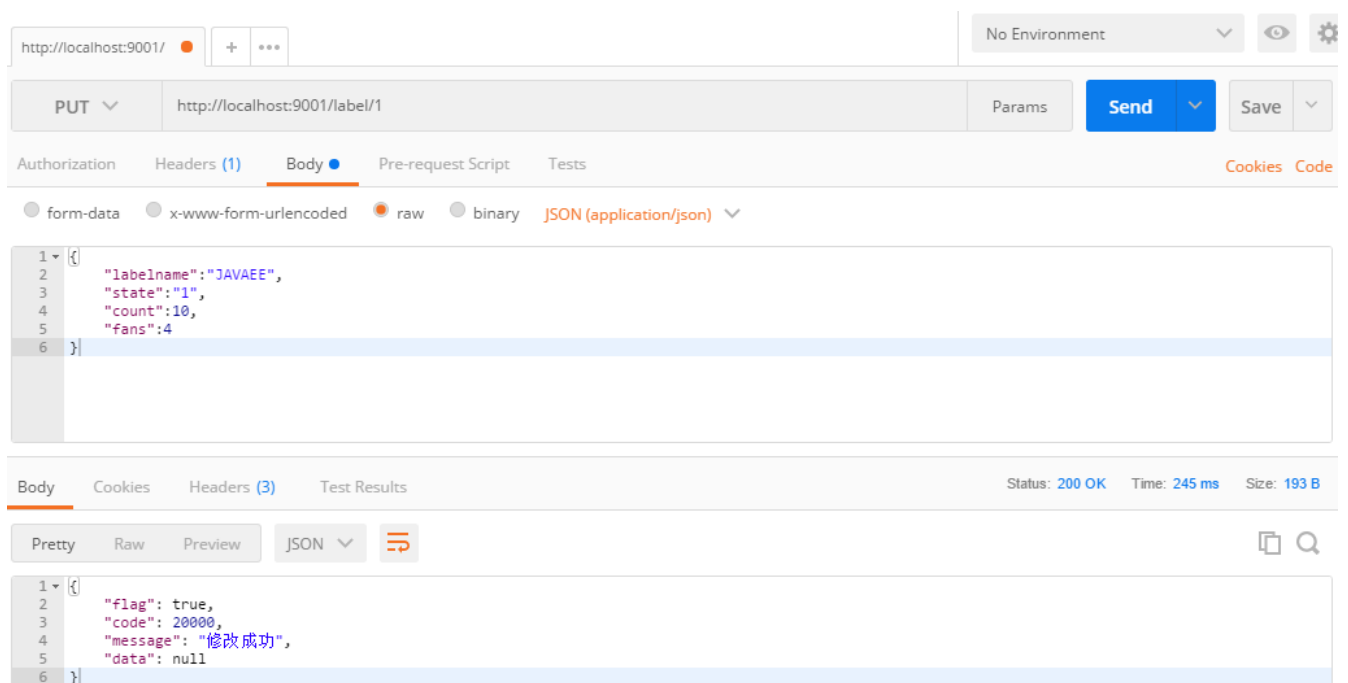 http://localhost:9001/ + ••• No Environment
PUT http://localhost:9001/label/1 Params Send Save
Authorization Headers (1) Body Pre-request Script Tests Cookies Code
form-data x-www-form-urlencoded raw binary JSON (application/json)
1 {
2 "labelname":"JAVAEE",
3 "state":"1",
4 "count":10,
5 "fans":4
6 }
Body Cookies Headers (3) Test Results Status: 200 OK Time: 245 ms Size: 193 B
Pretty Raw Preview JSON
1 {
2 "flag": true,
3 "code": 20000,
4 "message": "修改成功",
5 "data": null
6 }